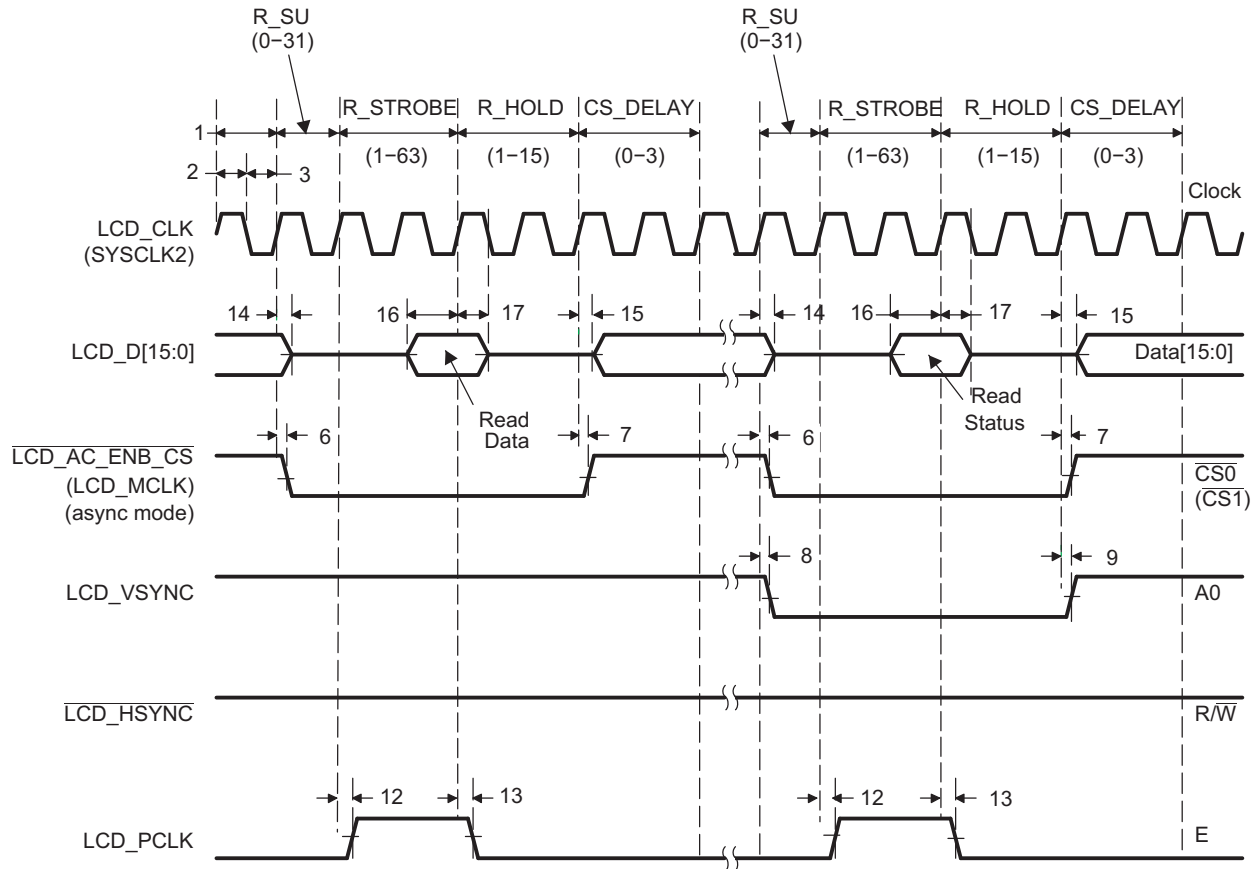 R_SU
(0−31)
R_SU
(0−31)
R_STROBE
R_HOLD
CS_DELAY
R_STROBE
R_HOLD
CS_DELAY
1
(1−63)
(1−15)
(0−3)
(1−63)
(1−15)
(0−3)
2
3
Clock
LCD_CLK
(SYSCLK2)
14
16
17
15
14
16
17
15
LCD_D[15:0]
Data[15:0]
Read
Data
Read
Status
6
7
6
7
LCD_AC_ENB_CS
(LCD_MCLK)
(async mode)
CS0
(CS1)
8
9
LCD_VSYNC
A0
LCD_HSYNC
R/W
12
13
12
13
LCD_PCLK
E